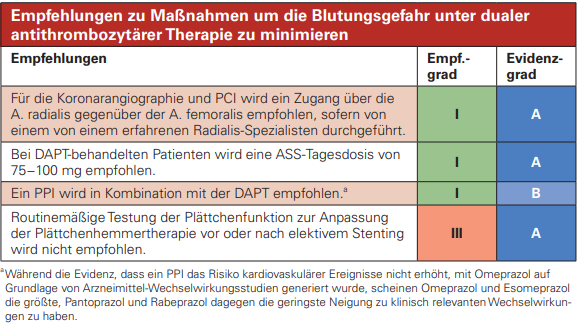 Empfehlungen zu Maßnahmen um die Blutungsgefahr unter dualer
antithrombozytärer Therapie zu minimieren
Empfehlungen Empf.- Evidenz-
grad grad
Für die Koronarangiographie und PCI wird ein Zugang über die
A. radialis gegenüber der A. femoralis empfohlen, sofern von
einem von einem erfahrenen Radialis-Spezialisten durchgeführt.
I A
Bei DAPT-behandelten Patienten wird eine ASS-Tagesdosis von
75–100 mg empfohlen.
I A
Ein PPI wird in Kombination mit der DAPT empfohlen.a I B
Routinemäßige Testung der Plättchenfunktion zur Anpassung
der Plättchenhemmertherapie vor oder nach elektivem Stenting
wird nicht empfohlen.
III A
a Während die Evidenz, dass ein PPI das Risiko kardiovaskulärer Ereignisse nicht erhöht, mit Omeprazol auf
Grundlage von Arzneimittel-Wechselwirkungsstudien generiert wurde, scheinen Omeprazol und Esomeprazol
die größte, Pantoprazol und Rabeprazol dagegen die geringste Neigung zu klinisch relevanten Wechselwirkun-
gen zu haben.